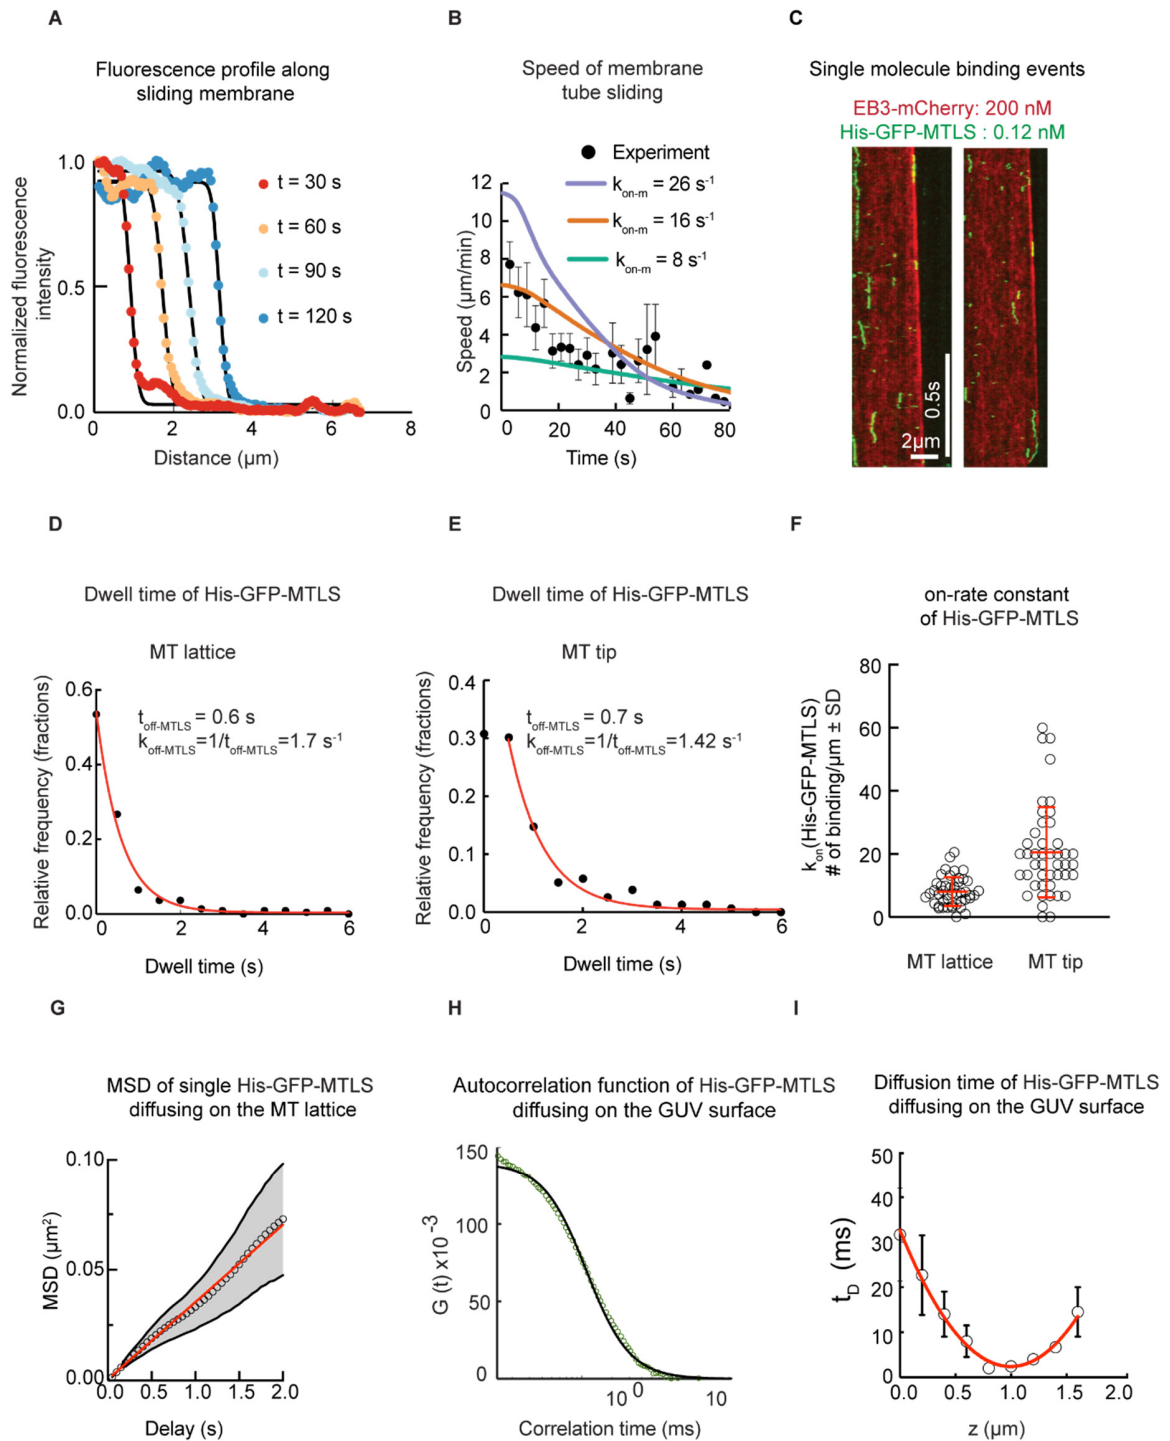 A
Fluorescence profile along
sliding membrane
Normalized fluorescence
intensity
1.0
0.5
0.0
t = 30 s
t = 60 s
t = 90 s
t = 120 s
0 2 4 6 8
Distance (µm)
B
Speed of membrane
tube sliding
Experiment
k_on-m = 26 s⁻¹
k_on-m = 16 s⁻¹
k_on-m = 8 s⁻¹
Speed (µm/min)
12
10
8
6
4
2
0
0 20 40 60 80
Time (s)
C
Single molecule binding events
EB3-mCherry: 200 nM
His-GFP-MTLS : 0.12 nM
0.5s
2µm
D
Dwell time of His-GFP-MTLS
MT lattice
Relative frequency (fractions)
0.6
0.4
0.2
0.0
t_off-MTLS = 0.6 s
k_off-MTLS=1/t_off-MTLS=1.7 s⁻¹
0 2 4 6
Dwell time (s)
E
Dwell time of His-GFP-MTLS
MT tip
Relative frequency (fractions)
0.4
0.3
0.2
0.1
0.0
t_off-MTLS = 0.7 s
k_off-MTLS=1/t_off-MTLS=1.42 s⁻¹
0 2 4 6
Dwell time (s)
F
on-rate constant
of His-GFP-MTLS
k_on(His-GFP-MTLS)
# of binding/µm ± SD
80
60
40
20
0
MT lattice MT tip
G
MSD of single His-GFP-MTLS
diffusing on the MT lattice
MSD (µm²)
0.10
0.05
0.00
0.0 0.5 1.0 1.5 2.0
Delay (s)
H
Autocorrelation function of His-GFP-MTLS
diffusing on the GUV surface
G (t) x10⁻³
150
100
50
0
10⁰ 10
Correlation time (ms)
I
Diffusion time of His-GFP-MTLS
diffusing on the GUV surface
t_D (ms)
50
40
30
20
10
0
0.0 0.5 1.0 1.5 2.0
z (µm)